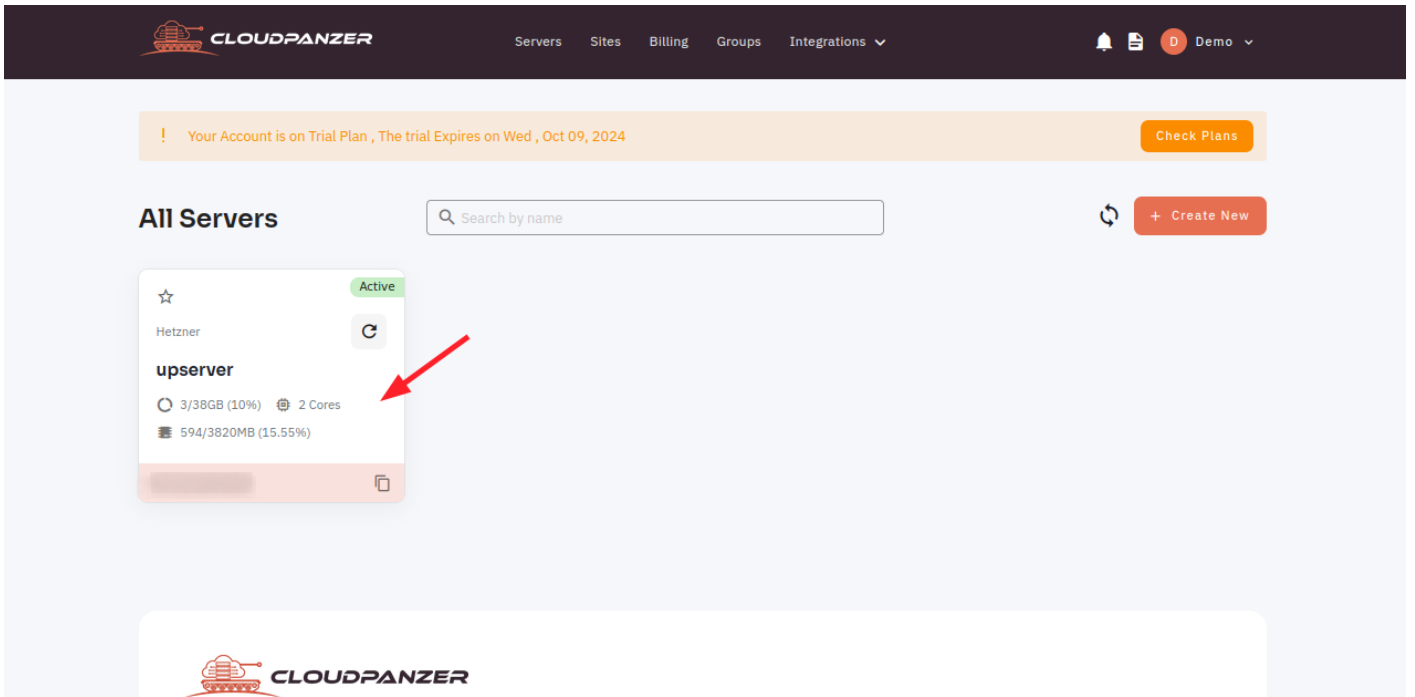 CLOUDPANZER
Servers Sites Billing Groups Integrations
D Demo
! Your Account is on Trial Plan , The trial Expires on Wed , Oct 09, 2024
Check Plans
All Servers
Search by name
+ Create New
Active
Hetzner
upserver
3/38GB (10%) 2 Cores
594/3820MB (15.55%)
CLOUDPANZER